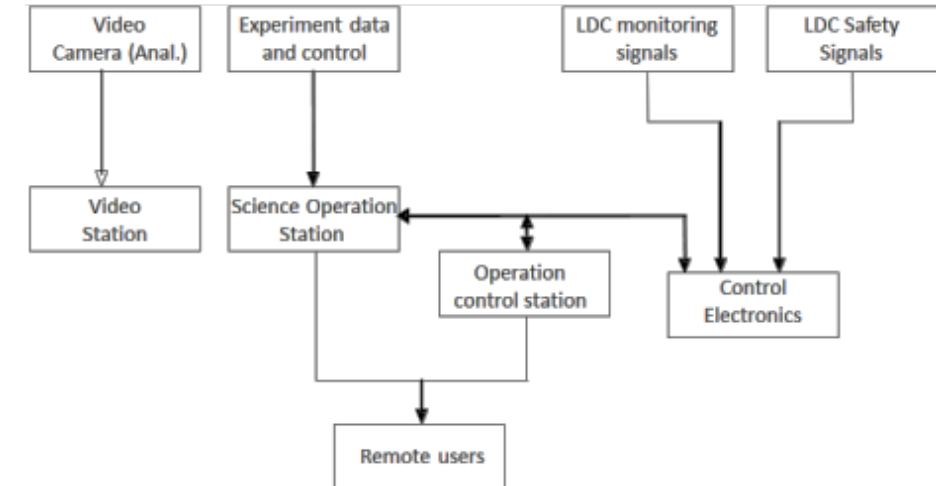 Video
Camera (Anal.)
Experiment data
and control
LDC monitoring
signals
LDC Safety
Signals
Video
Station
Science Operation
Station
Operation
control station
Control
Electronics
Remote users